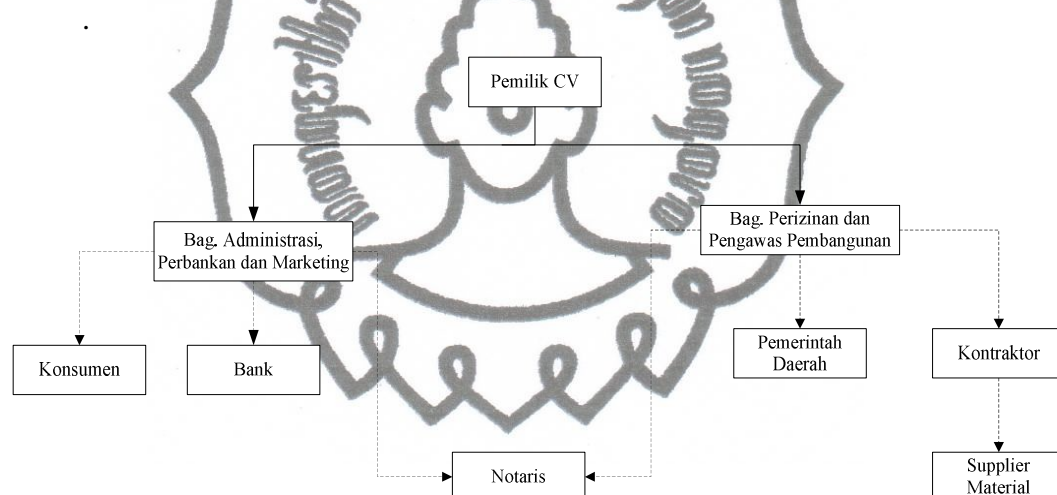 Pemilik CV
Bag. Administrasi,
Perbankan dan Marketing
Bag. Perizinan dan
Pengawas Pembangunan
Konsumen
Bank
Pemerintah
Daerah
Kontraktor
Notaris
Supplier
Material